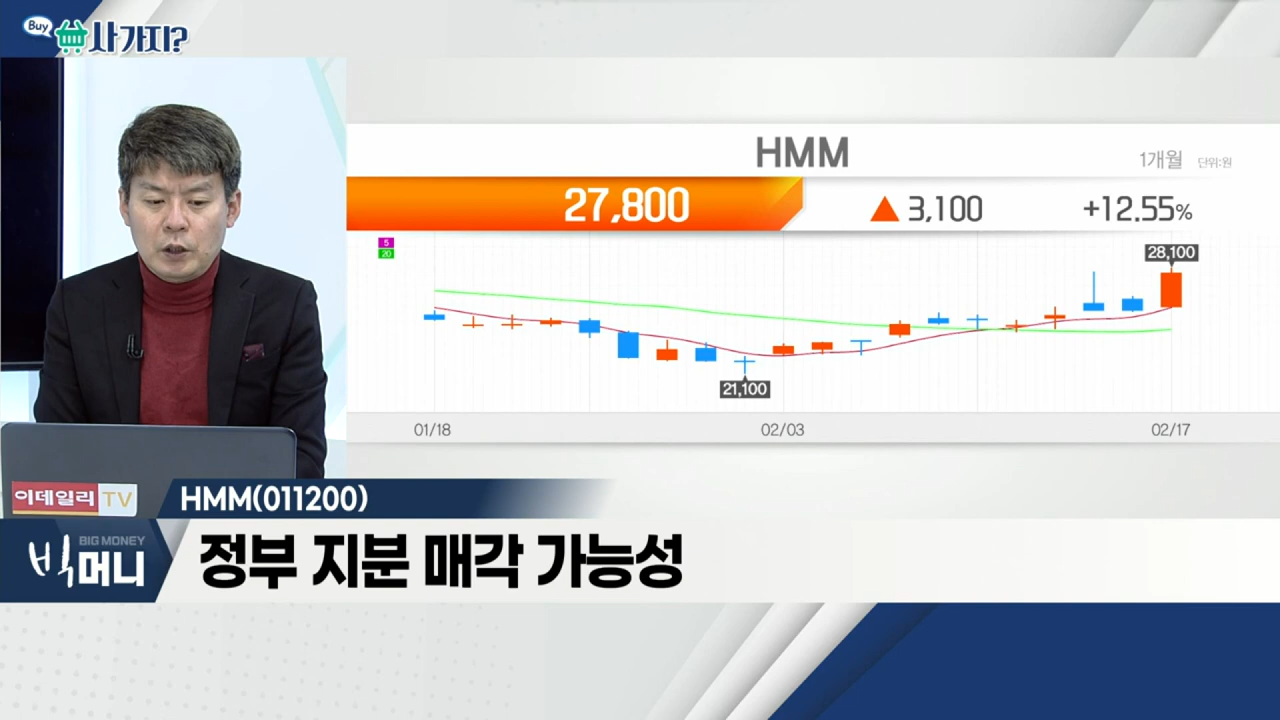 Buy
사가지?
HMM
1개월 단위:원
27,800 ▲ 3,100 +12.55%
5
20
28,100
21,100
01/18 02/03 02/17
이데일리 TV
HMM(011200)
BIG MONEY
빅머니
정부 지분 매각 가능성